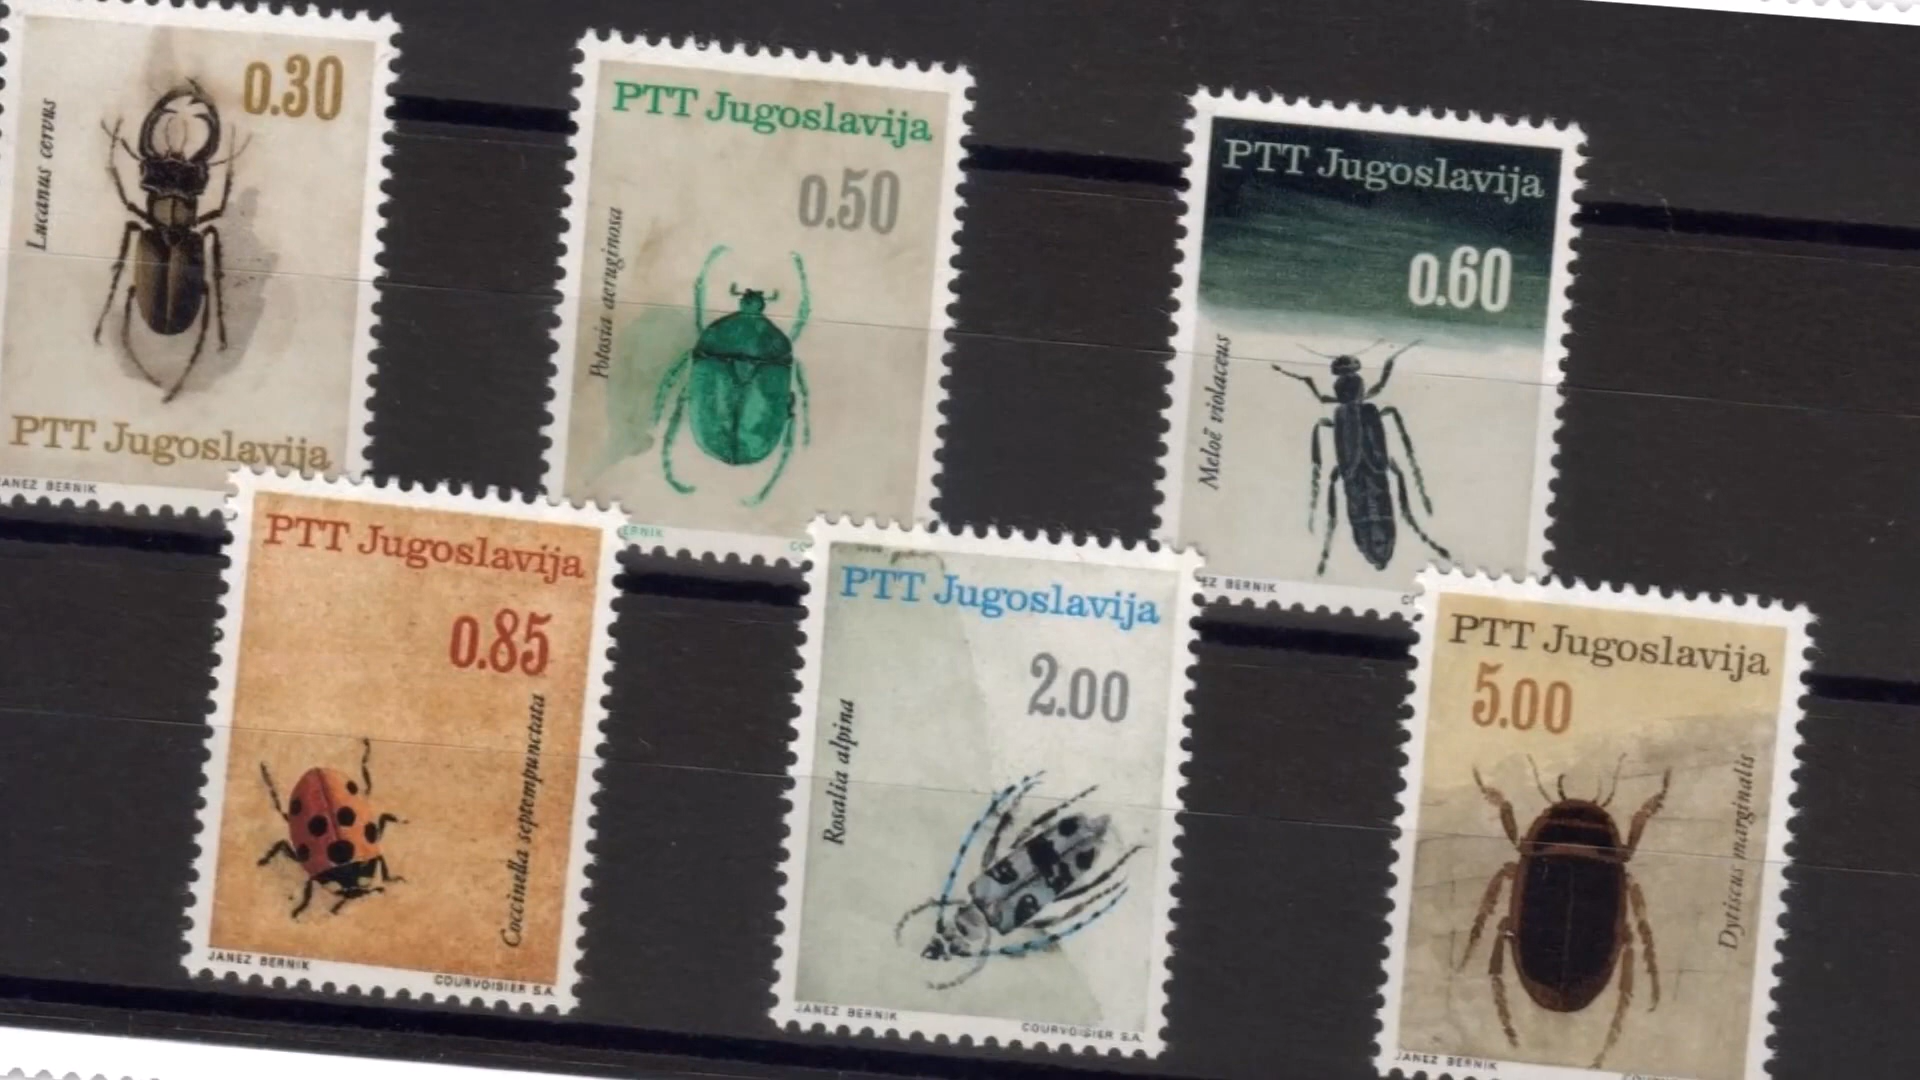 0.30
Lucanus cervus
PTT Jugoslavija
JANEZ BERNIK
PTT Jugoslavija
0.50
Potosia aeruginosa
BERNIK
PTT Jugoslavija
0.60
Meloë violaceus
BERNIK
PTT Jugoslavija
0.85
Coccinella septempunctata
JANEZ BERNIK
COURVOISIER S.A.
PTT Jugoslavija
2.00
Rosalia alpina
JANEZ BERNIK
COURVOISIER S.A.
PTT Jugoslavija
5.00
Dytiscus marginalis
JANEZ BERNIK